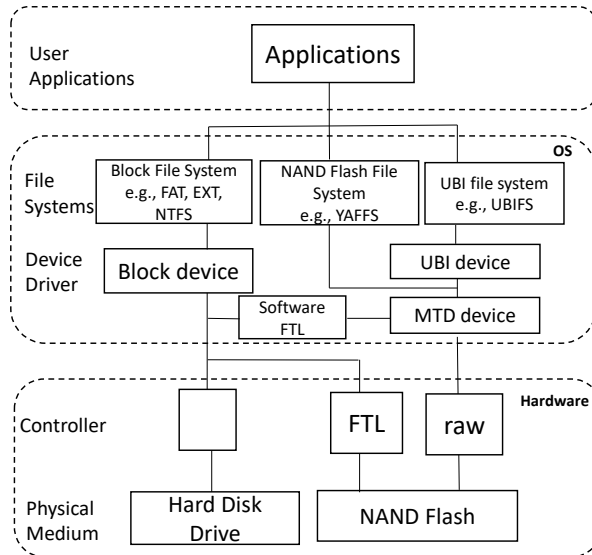 User
Applications
Applications
OS
File
Systems
Block File System
e.g., FAT, EXT,
NTFS
NAND Flash File
System
e.g., YAFFS
UBI file system
e.g., UBIFS
Device
Driver
Block device
UBI device
Software
FTL
MTD device
Hardware
Controller
FTL
raw
Physical
Medium
Hard Disk
Drive
NAND Flash